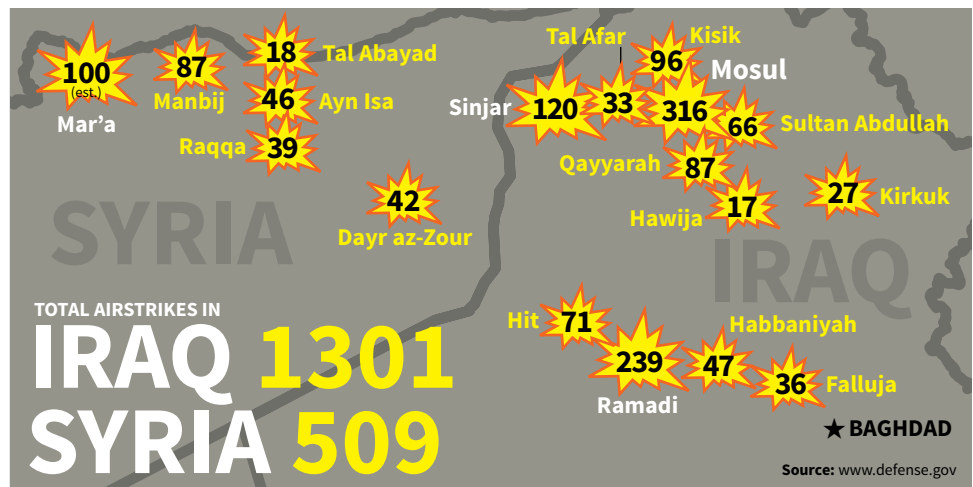 100
(est.)
Mar’a
87
Manbij
18
Tal Abayad
46
Ayn Isa
Raqqa
39
42
Dayr az-Zour
SYRIA
Tal Afar
Kisik
96
Mosul
Sinjar
120
33
316
66
Sultan Abdullah
Qayyarah
87
Hawija
17
27
Kirkuk
IRAQ
Hit
71
239
Ramadi
Habbaniyah
47
36
Falluja
★ BAGHDAD
TOTAL AIRSTRIKES IN
IRAQ 1301
SYRIA 509
Source: www.defense.gov